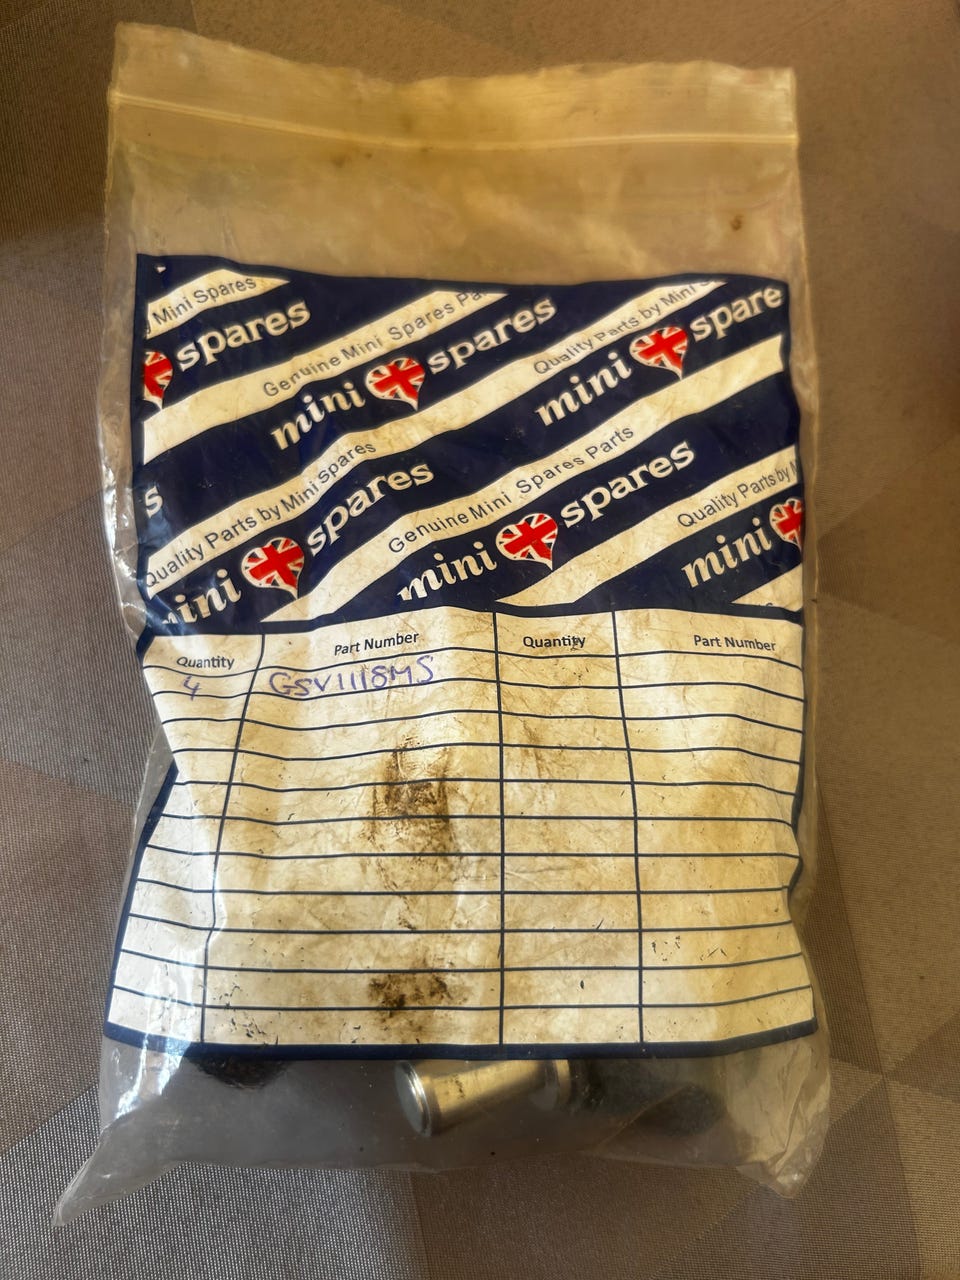 Mini Spares
spares
Genuine Mini Spares Pa
mini spares
Quality Parts by Mini S
mini spare
s
Quality Parts by Mini Spares
mini spares
Genuine Mini Spares Parts
mini spares
Quality Parts by M
mini
Quantity Part Number Quantity Part Number
4 GSV1118MS